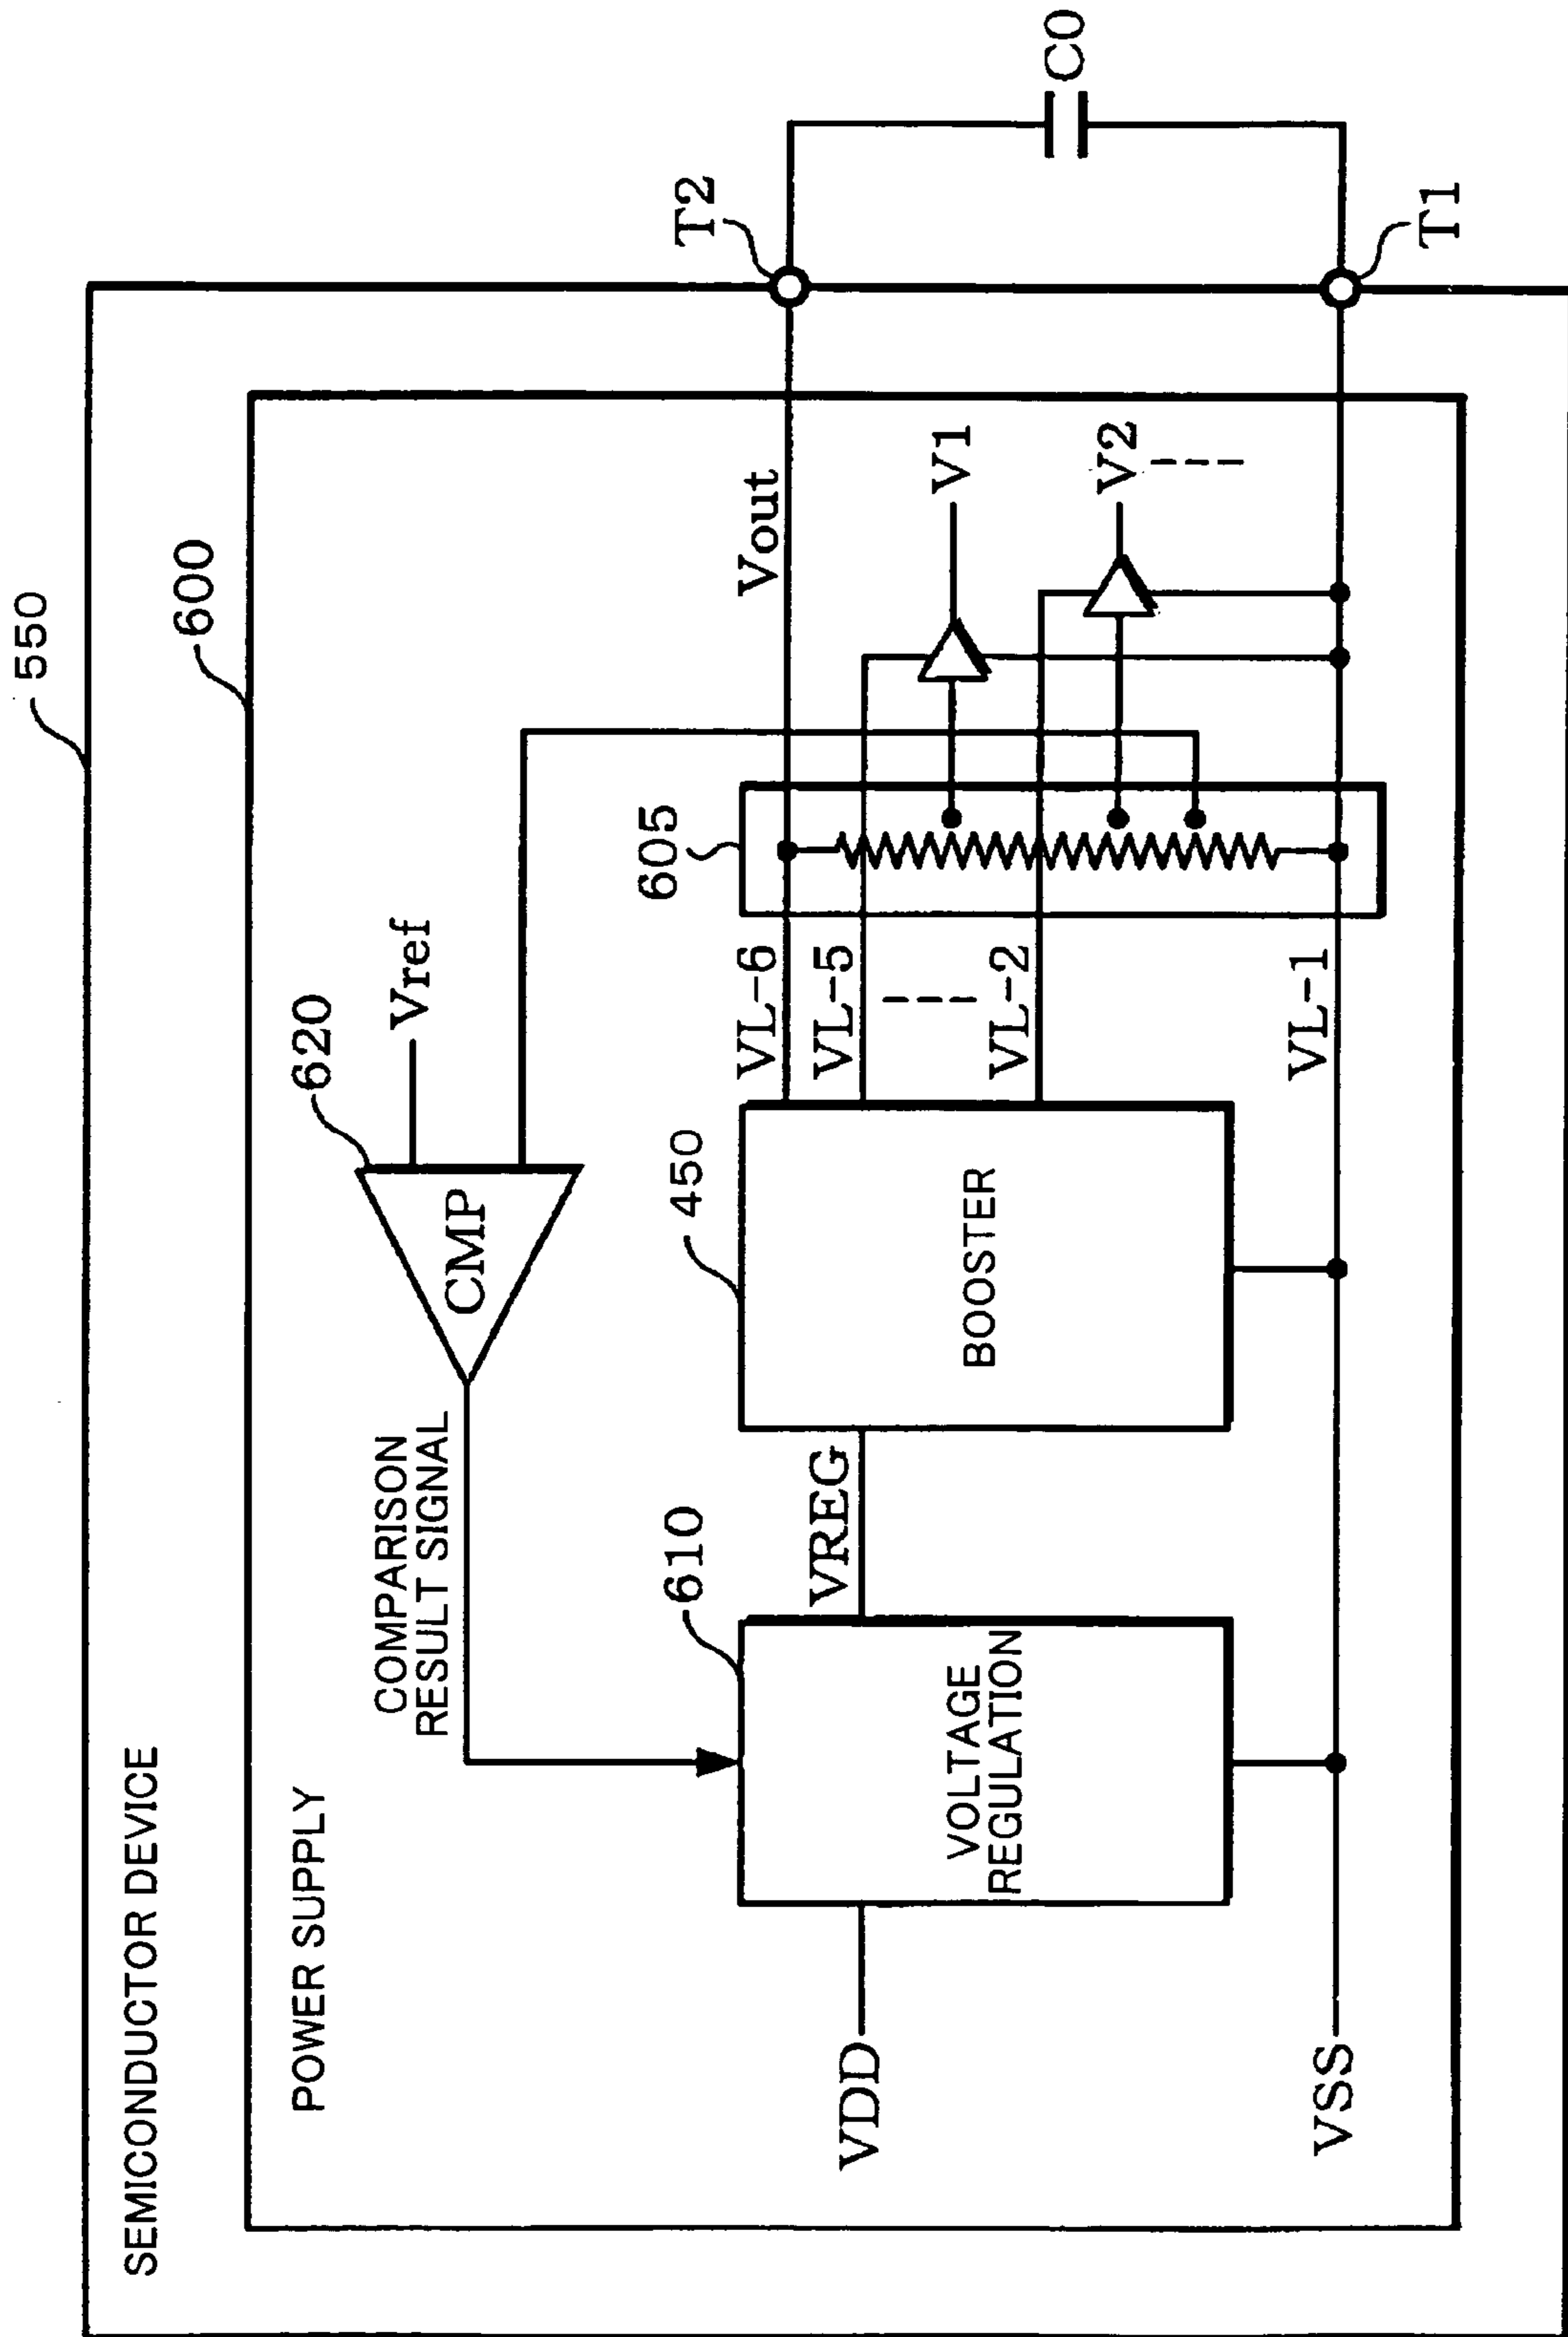 550
SEMICONDUCTOR DEVICE
600
POWER SUPPLY
620
Vref
CMP
COMPARISON
RESULT SIGNAL
610
450
605
T2
VDD
VOLTAGE
REGULATION
VREG
BOOSTER
VL-6
VL-5
VL-2
VL-1
Vout
V1
V2
C0
VSS
T1